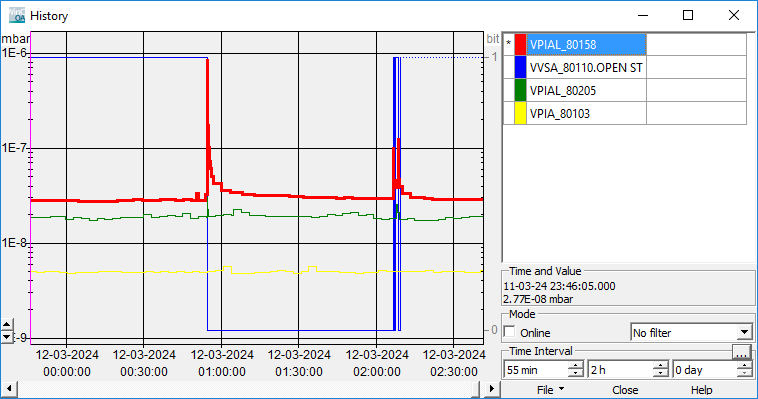 History
mbar
bit
1E-6
1E-7
1E-8
1E-9
1
0
12-03-2024 12-03-2024 12-03-2024 12-03-2024 12-03-2024 12-03-2024
00:00:00 00:30:00 01:00:00 01:30:00 02:00:00 02:30:00
* VPIAL_80158
VVSA_80110.OPEN ST
VPIAL_80205
VPIA_80103
Time and Value
11-03-24 23:46:05.000
2.77E-08 mbar
Mode
Online No filter
Time Interval
...
55 min 2 h 0 day
File Close Help